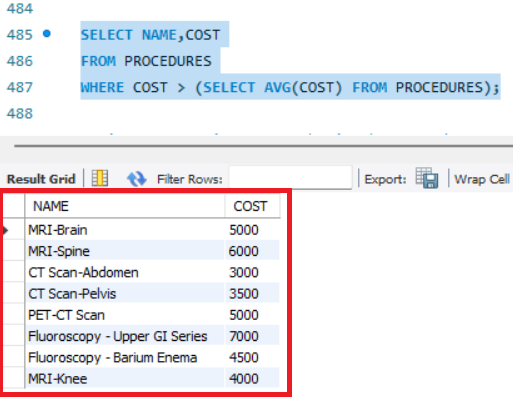 484
485 SELECT NAME,COST
486 FROM PROCEDURES
487 WHERE COST > (SELECT AVG(COST) FROM PROCEDURES);
488
Result Grid Filter Rows: Export: Wrap Cell
NAME COST
MRI-Brain 5000
MRI-Spine 6000
CT Scan-Abdomen 3000
CT Scan-Pelvis 3500
PET-CT Scan 5000
Fluoroscopy - Upper GI Series 7000
Fluoroscopy - Barium Enema 4500
MRI-Knee 4000